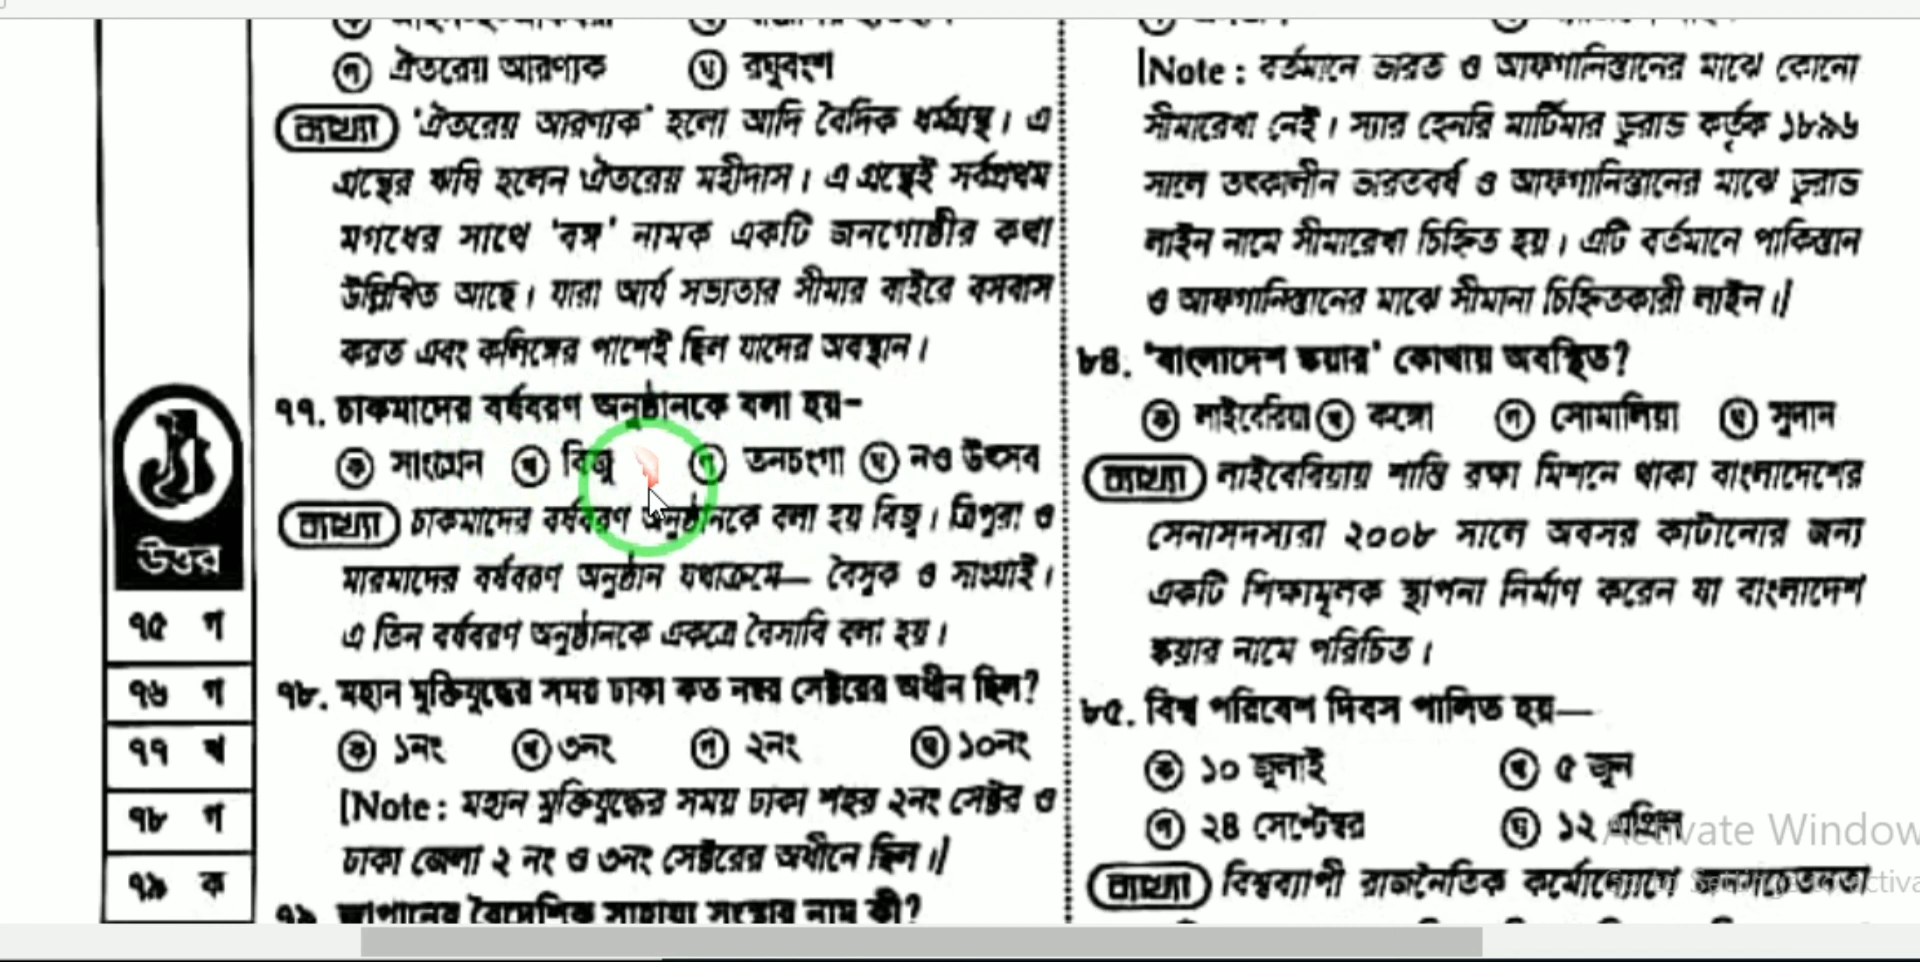 গ ঐতরেয়া আরণ্যক ঘ রঘুবংশ
ব্যাখ্যা 'ঐতরেয় আরণ্যক' হলো আদি বৈদিক ধর্মগ্রন্থ। এ
গ্রন্থের ঋষি হলেন ঐতরেয় মহীদাস। এ গ্রন্থেই সর্বপ্রথম
মগধের সাথে 'বঙ্গ' নামক একটি জনগোষ্ঠীর কথা
উল্লিখিত আছে। যারা আর্য সভ্যতার সীমার বাইরে বসবাস
করত এবং কলিঙ্গের পাশেই ছিল যাদের অবস্থান।
৭৭. চাকমাদের বর্ষবরণ অনুষ্ঠানকে বলা হয়–
ক সাংগ্রেন খ বিজু গ তনচংগা ঘ নও উৎসব
ব্যাখ্যা চাকমাদের বর্ষবরণ অনুষ্ঠানকে বলা হয় বিজু। ত্রিপুরা ও
মারমাদের বর্ষবরণ অনুষ্ঠান যথাক্রমে— বৈসুক ও সাংগ্রাই।
এ তিন বর্ষবরণ অনুষ্ঠানকে একত্রে বৈসাবি বলা হয়।
৭৮. মহান মুক্তিযুদ্ধের সময় ঢাকা কত নম্বর সেক্টরের অধীন ছিল?
ক ১নং খ ৩নং গ ২নং ঘ ১০নং
[Note : মহান মুক্তিযুদ্ধের সময় ঢাকা শহর ২নং সেক্টর ও
ঢাকা জেলা ২ নং ও ৩নং সেক্টরের অধীনে ছিল।]
৭৯. জাপানের বৈদেশিক সাহায্য সংস্থার নাম কী?
উত্তর
৭৫ গ
৭৬ গ
৭৭ খ
৭৮ গ
৭৯ ক
[Note : বর্তমানে ভারত ও আফগানিস্তানের মাঝে কোনো
সীমারেখা নেই। স্যার হেনরি মার্টিমার ডুরান্ড কর্তৃক ১৮৯৬
সালে তৎকালীন ভারতবর্ষ ও আফগানিস্তানের মাঝে ডুরান্ড
লাইন নামে সীমারেখা চিহ্নিত হয়। এটি বর্তমানে পাকিস্তান
ও আফগানিস্তানের মাঝে সীমানা চিহ্নিতকারী লাইন।]
৮৪. 'বাংলাদেশ স্কয়ার' কোথায় অবস্থিত?
ক লাইবেরিয়া খ কঙ্গো গ সোমালিয়া ঘ সুদান
ব্যাখ্যা লাইবেরিয়ায় শান্তি রক্ষা মিশনে থাকা বাংলাদেশের
সেনাসদস্যরা ২০০৮ সালে অবসর কাটানোর জন্য
একটি শিক্ষামূলক স্থাপনা নির্মাণ করেন যা বাংলাদেশ
স্কয়ার নামে পরিচিত।
৮৫. বিশ্ব পরিবেশ দিবস পালিত হয়—
ক ১০ জুলাই খ ৫ জুন
গ ২৪ সেপ্টেম্বর ঘ ১২ এপ্রিল
ব্যাখ্যা বিশ্বব্যাপী রাজনৈতিক কর্মোদ্যোগে জনসচেতনতা
Activate Window